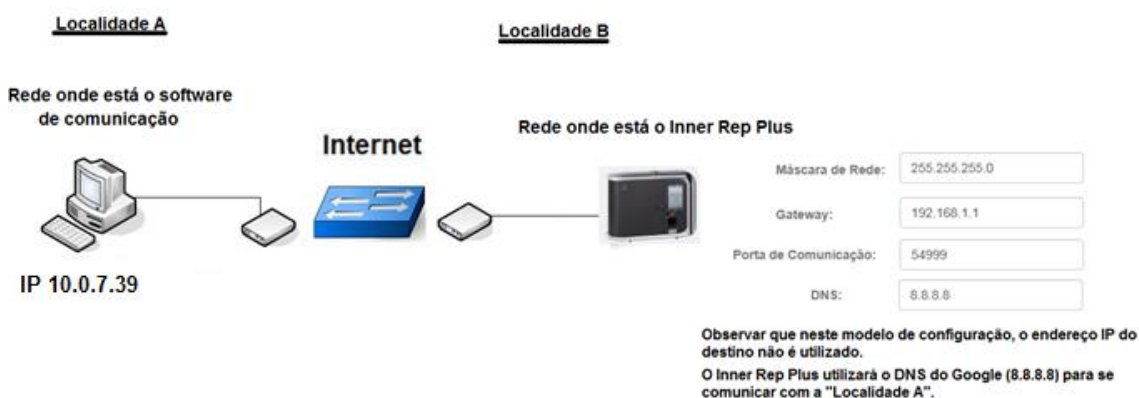 Localidade A
Localidade B
Rede onde está o software
de comunicação
Internet
Rede onde está o Inner Rep Plus
IP 10.0.7.39
Máscara de Rede: 255.255.255.0
Gateway: 192.168.1.1
Porta de Comunicação: 54999
DNS: 8.8.8.8
Observar que neste modelo de configuração, o endereço IP do
destino não é utilizado.
O Inner Rep Plus utilizará o DNS do Google (8.8.8.8) para se
comunicar com a "Localidade A".